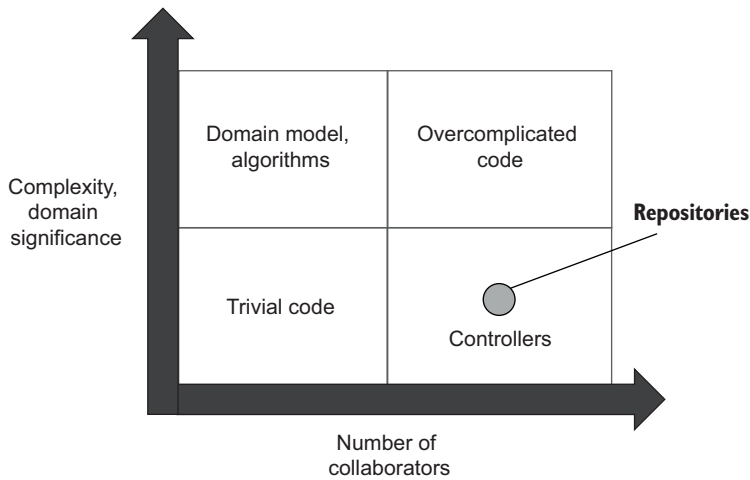 Domain model,
algorithms
Overcomplicated
code
Complexity,
domain
significance
Repositories
Trivial code
Controllers
Number of
collaborators